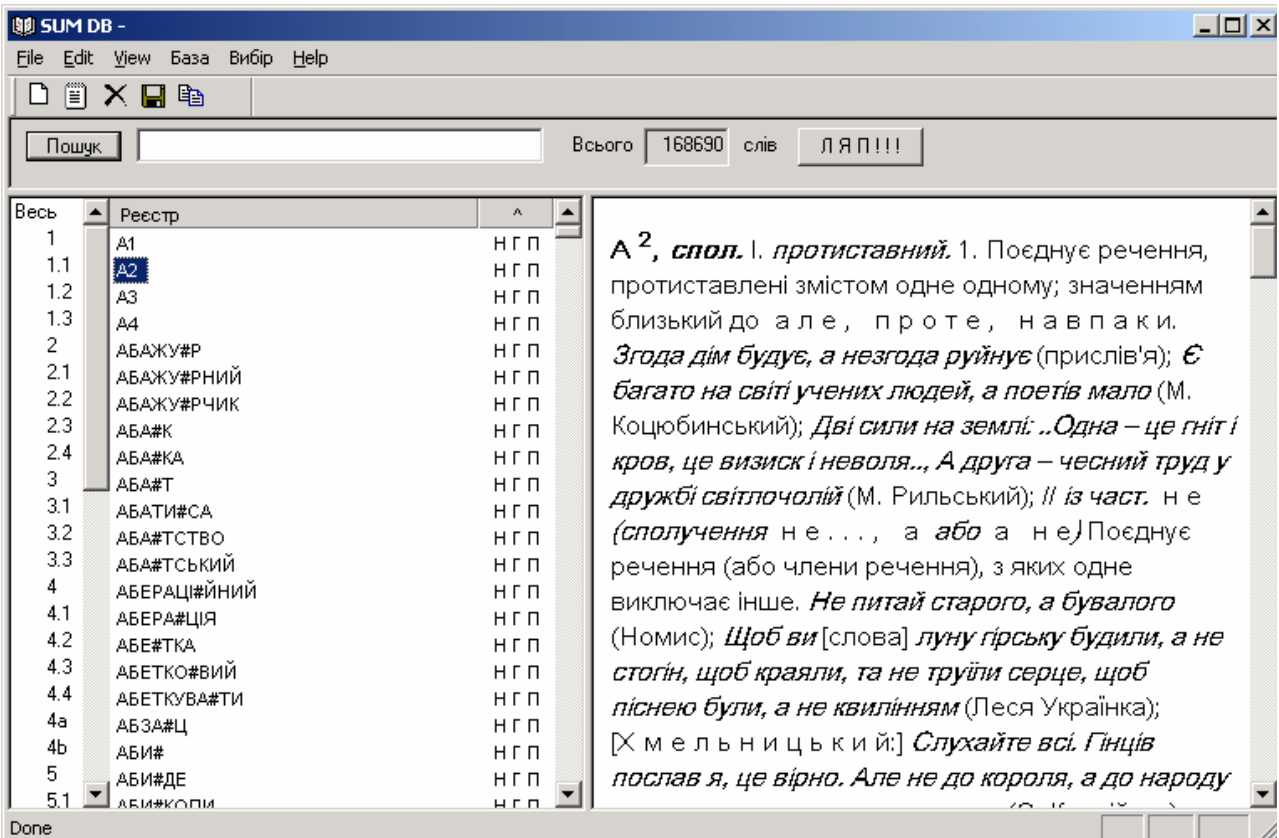 SUM DB -
File Edit View База Вибір Help
Пошук Всього 168690 слів ЛЯП!!!
Весь Реєстр ^
1 А1 Н Г П
1.1 А2 Н Г П
1.2 А3 Н Г П
1.3 А4 Н Г П
2 АБАЖУ#Р Н Г П
2.1 АБАЖУ#РНИЙ Н Г П
2.2 АБАЖУ#РЧИК Н Г П
2.3 АБА#К Н Г П
2.4 АБА#КА Н Г П
3 АБА#Т Н Г П
3.1 АБАТИ#СА Н Г П
3.2 АБА#ТСТВО Н Г П
3.3 АБА#ТСЬКИЙ Н Г П
4 АБЕРАЦІ#ЙНИЙ Н Г П
4.1 АБЕРА#ЦІЯ Н Г П
4.2 АБЕ#ТКА Н Г П
4.3 АБЕТКО#ВИЙ Н Г П
4.4 АБЕТКУВА#ТИ Н Г П
4a АБЗА#Ц Н Г П
4b АБИ# Н Г П
5 АБИ#ДЕ Н Г П
5.1 АБИ#КОЛИ Н Г П
А 2, спол. І. протиставний. 1. Поєднує речення,
протиставлені змістом одне одному; значенням
близький до а л е , п р о т е , н а в п а к и.
Згода дім будує, а незгода руйнує (прислів'я); Є
багато на світі учених людей, а поетів мало (М.
Коцюбинський); Дві сили на землі: ..Одна – це гніт і
кров, це визиск і неволя.., А друга – чесний труд у
дружбі світлочолій (М. Рильський); // із част. н е
(сполучення н е . . . , а або а н е) Поєднує
речення (або члени речення), з яких одне
виключає інше. Не питай старого, а бувалого
(Номис); Щоб ви [слова] луну гірську будили, а не
стогін, щоб краяли, та не труїли серце, щоб
піснею були, а не квилінням (Леся Українка);
[Х м е л ь н и ц ь к и й:] Слухайте всі. Гінців
послав я, це вірно. Але не до короля, а до народу
Done